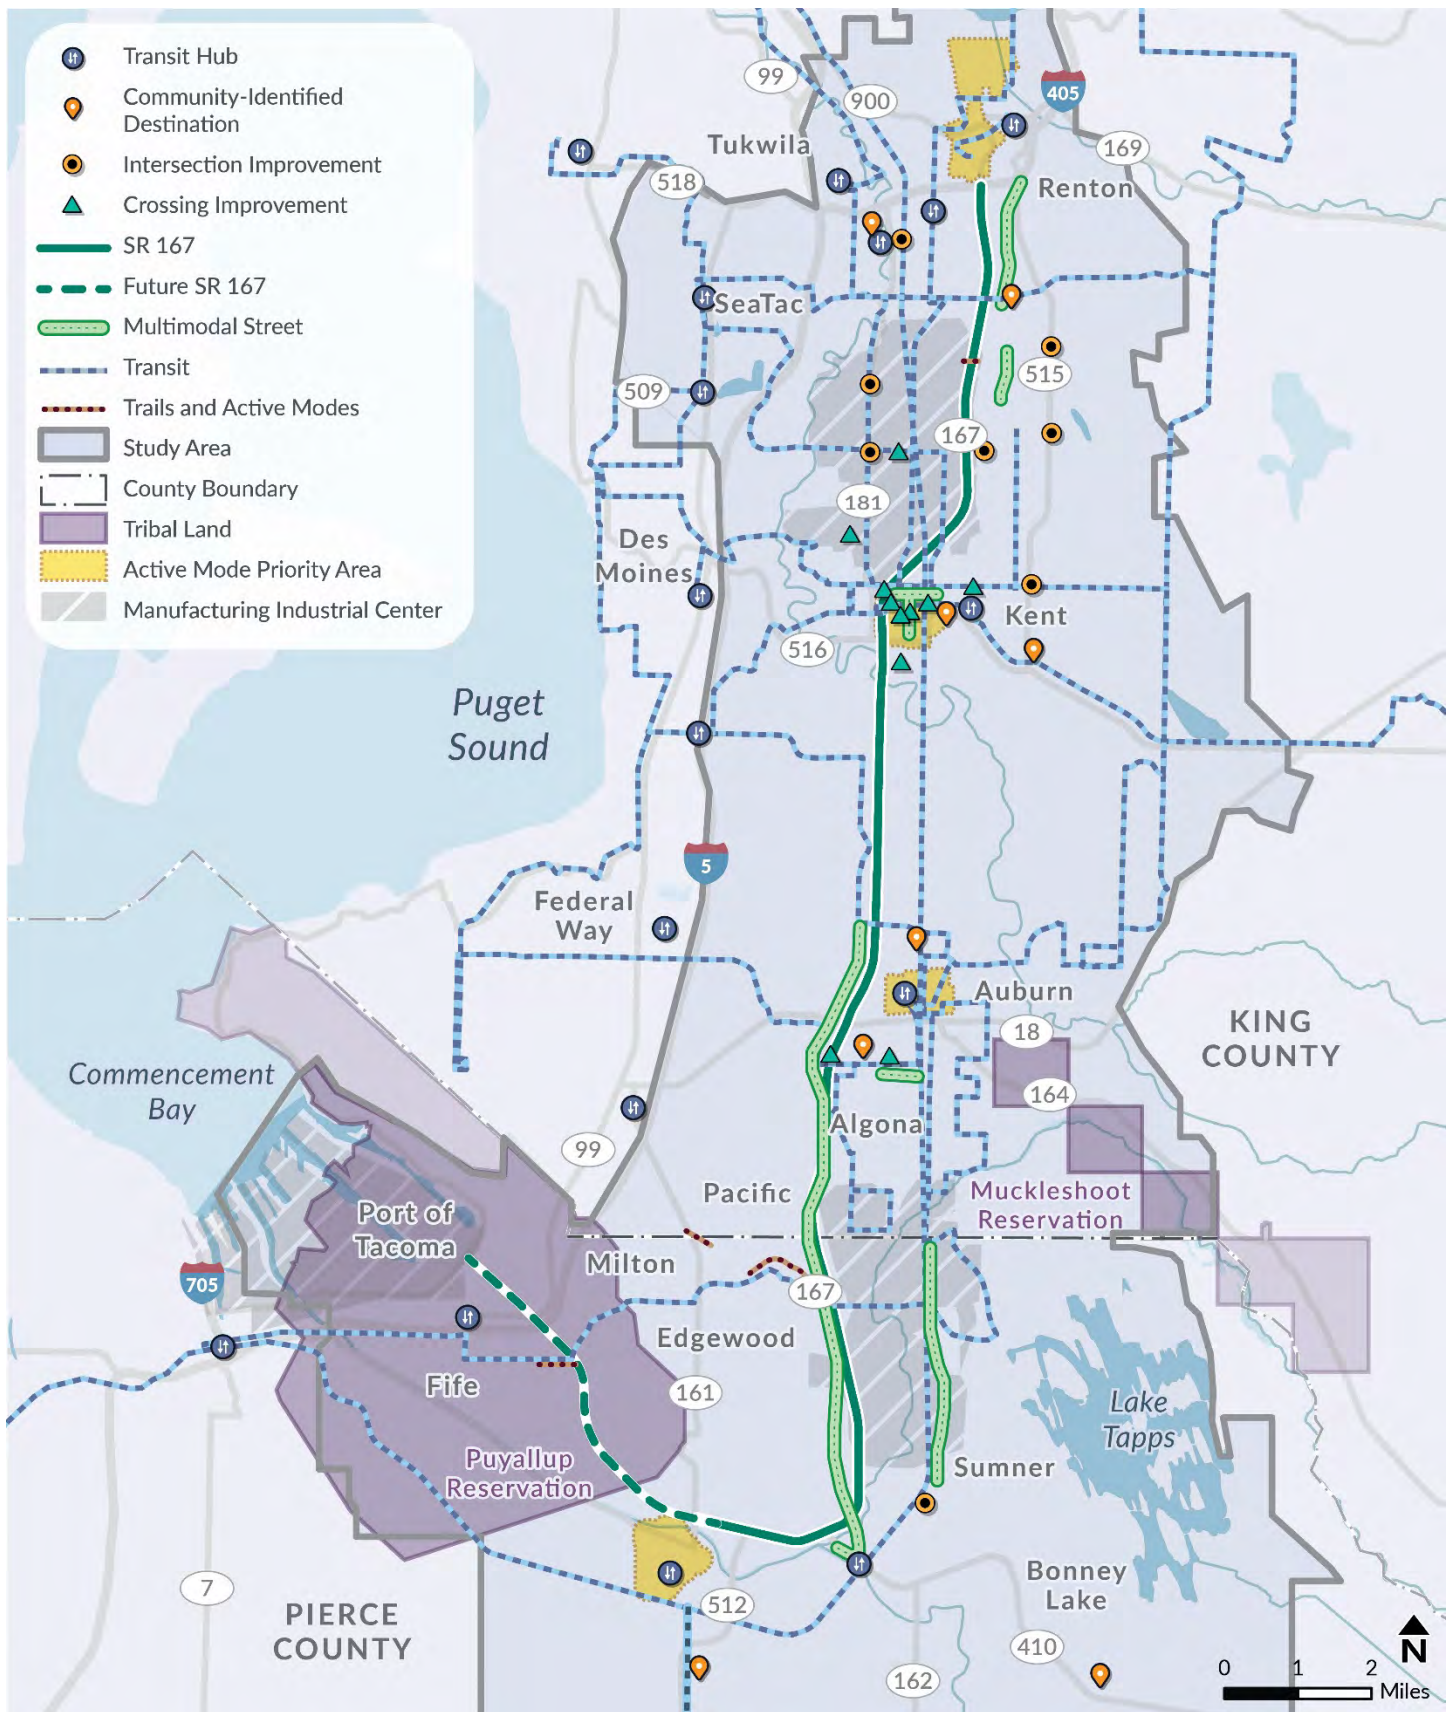 Transit Hub
Community-Identified
Destination
Intersection Improvement
Crossing Improvement
SR 167
Future SR 167
Multimodal Street
Transit
Trails and Active Modes
Study Area
County Boundary
Tribal Land
Active Mode Priority Area
Manufacturing Industrial Center
99
900
405
Tukwila
169
518
Renton
SeaTac
509
515
167
181
Des
Moines
Kent
516
Puget
Sound
5
Federal
Way
Auburn
KING
COUNTY
18
Commencement
Bay
164
Algona
99
Pacific
Muckleshoot
Reservation
Port of
Tacoma
Milton
705
167
Edgewood
Fife
161
Lake
Tapps
Puyallup
Reservation
Sumner
Bonney
Lake
7
512
PIERCE
COUNTY
410
162
N
0 1 2
Miles